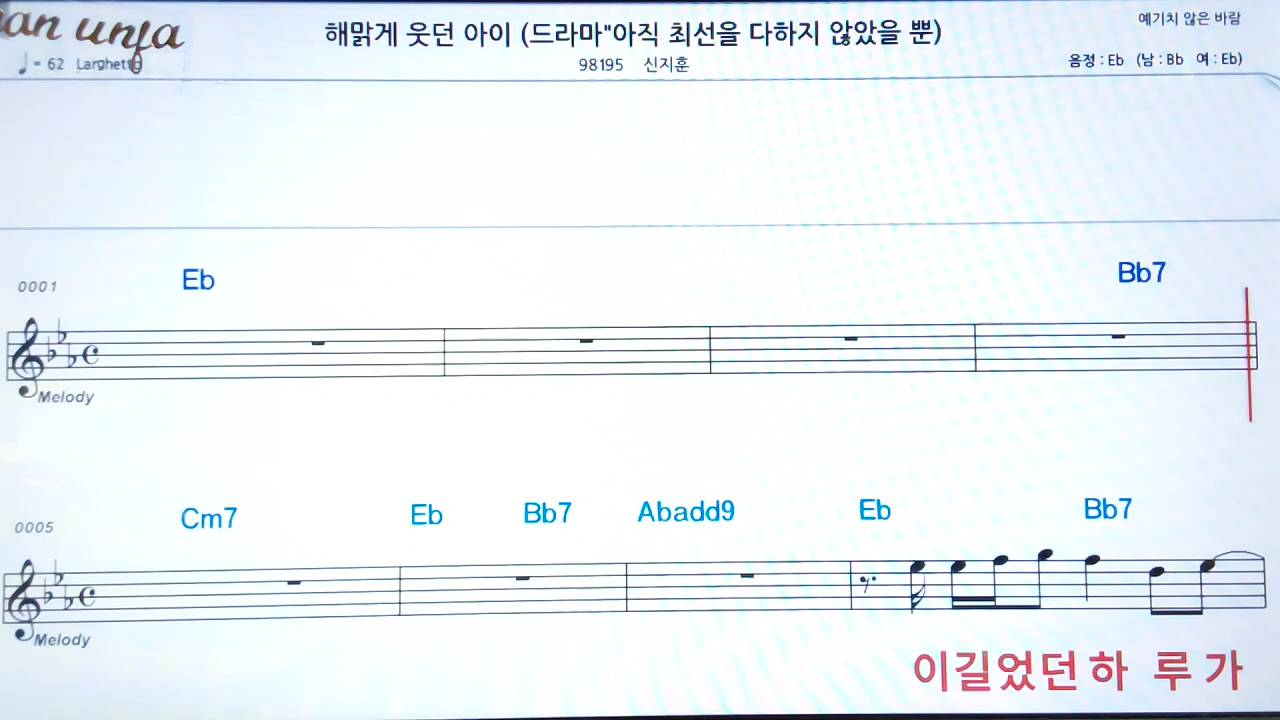 해맑게 웃던 아이 (드라마"아직 최선을 다하지 않았을 뿐)
예기치 않은 바람
♩= 62 Larghetto
98195 신지훈
음정 : Eb (남 : Bb 여 : Eb)
0001
Eb
Bb7
Melody
0005
Cm7 Eb Bb7 Abadd9 Eb Bb7
Melody
이길었던 하 루 가